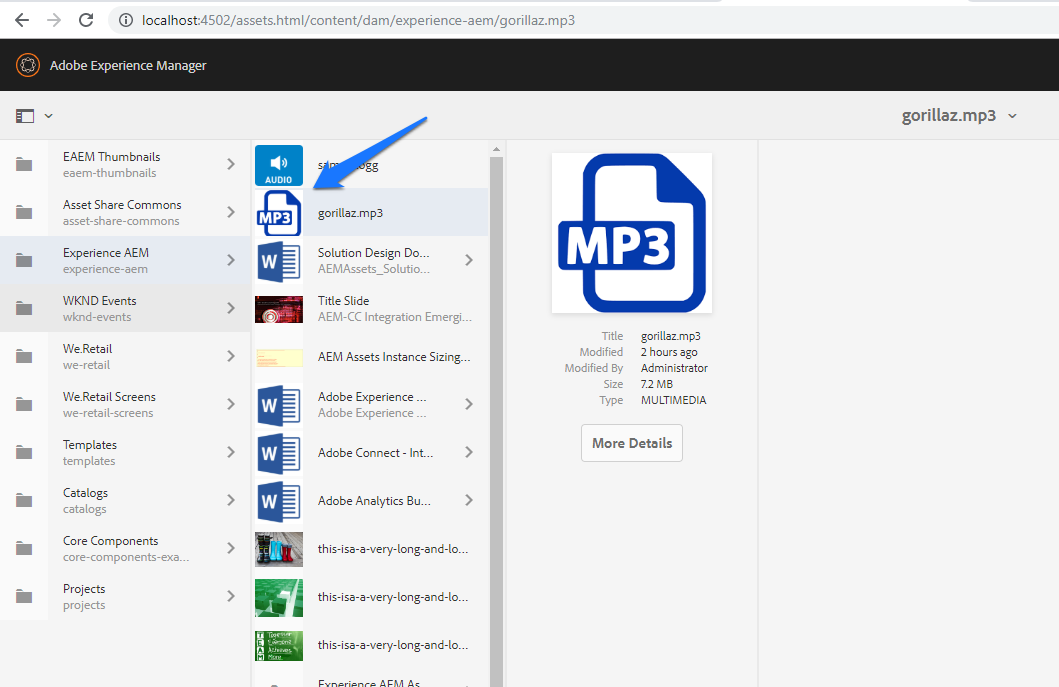 localhost:4502/assets.html/content/dam/experience-aem/gorillaz.mp3
Adobe Experience Manager
gorillaz.mp3
EAEM Thumbnails
eaem-thumbnails
Asset Share Commons
asset-share-commons
Experience AEM
experience-aem
WKND Events
wknd-events
We.Retail
we-retail
We.Retail Screens
we-retail-screens
Templates
templates
Catalogs
catalogs
Core Components
core-components-exa...
Projects
projects
AUDIO
MP3
gorillaz.mp3
W
Solution Design Do...
AEMAssets_Solutio...
Title Slide
AEM-CC Integration Emergi...
AEM Assets Instance Sizing...
W
Adobe Experience ...
Adobe Experience ...
W
Adobe Connect - Int...
W
Adobe Analytics Bu...
this-isa-a-very-long-and-lo...
this-isa-a-very-long-and-lo...
TEAM
this-isa-a-very-long-and-lo...
Experience AEM As
MP3
Title gorillaz.mp3
Modified 2 hours ago
Modified By Administrator
Size 7.2 MB
Type MULTIMEDIA
More Details